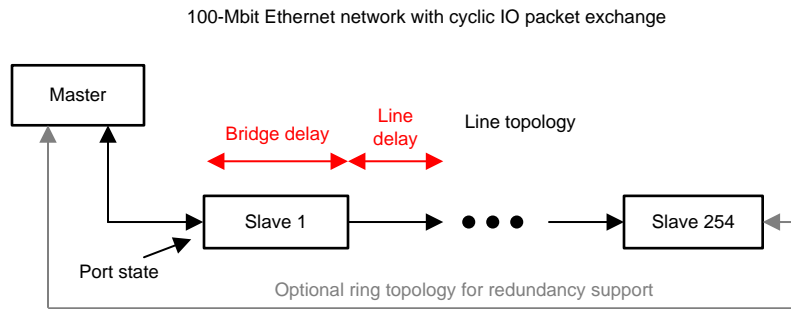 100-Mbit Ethernet network with cyclic IO packet exchange
Master
Bridge delay
Line
delay
Line topology
Slave 1
Slave 254
Port state
Optional ring topology for redundancy support